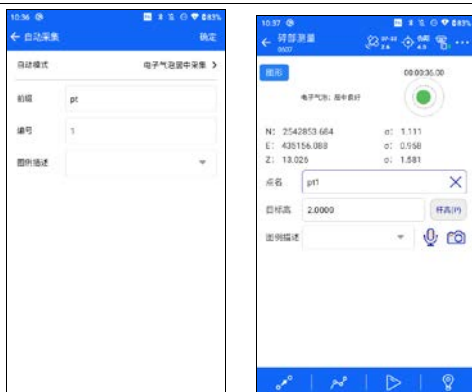 10:36
83%
自动采集
确定
自动模式
电子气泡居中采集 >
前缀
pt
编号
1
图例描述
10:37
83%
碎部测量
0607
图形
00:00:36.00
电子气泡：居中良好
N: 2542853.684
σ: 1.111
E: 435156.088
σ: 0.958
Z: 13.026
σ: 1.581
点名
pt1
目标高
2.0000
杆高(P)
图例描述